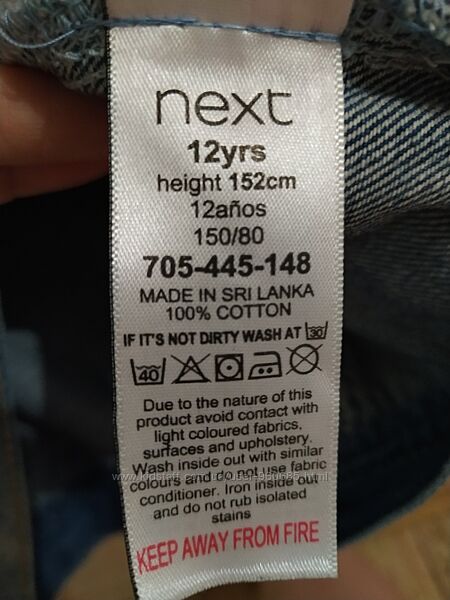 next
12yrs
height 152cm
12años
150/80
705-445-148
MADE IN SRI LANKA
100% COTTON
IF IT'S NOT DIRTY WASH AT 30
40
Due to the nature of this
product avoid contact with
light coloured fabrics,
surfaces and upholstery.
Wash inside out with similar
colours and do not use fabric
conditioner. Iron inside out
and do not rub isolated
stains
KEEP AWAY FROM FIRE